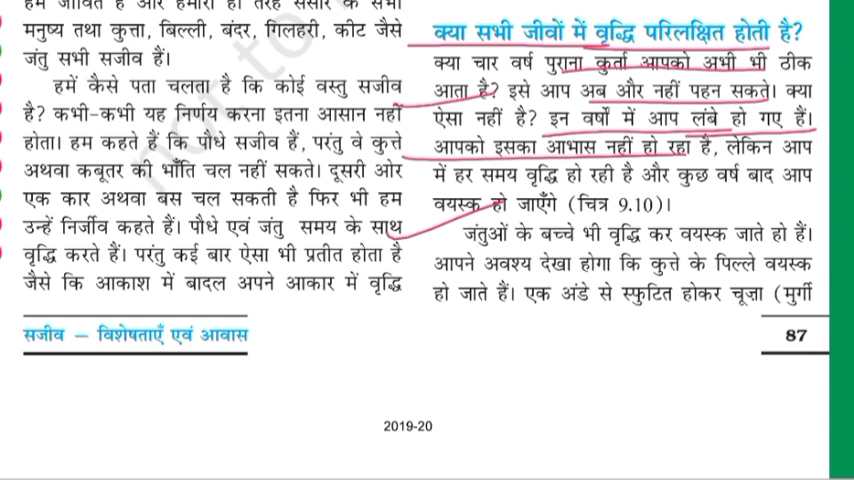 हम जीवित हैं और हमारी ही तरह संसार के सभी
मनुष्य तथा कुत्ता, बिल्ली, बंदर, गिलहरी, कीट जैसे
जंतु सभी सजीव हैं।
हमें कैसे पता चलता है कि कोई वस्तु सजीव
है? कभी-कभी यह निर्णय करना इतना आसान नहीं
होता। हम कहते हैं कि पौधे सजीव हैं, परंतु वे कुत्ते
अथवा कबूतर की भाँति चल नहीं सकते। दूसरी ओर
एक कार अथवा बस चल सकती है फिर भी हम
उन्हें निर्जीव कहते हैं। पौधे एवं जंतु समय के साथ
वृद्धि करते हैं। परंतु कई बार ऐसा भी प्रतीत होता है
जैसे कि आकाश में बादल अपने आकार में वृद्धि
क्या सभी जीवों में वृद्धि परिलक्षित होती है?
क्या चार वर्ष पुराना कुर्ता आपको अभी भी ठीक
आता है? इसे आप अब और नहीं पहन सकते। क्या
ऐसा नहीं है? इन वर्षों में आप लंबे हो गए हैं।
आपको इसका आभास नहीं हो रहा है, लेकिन आप
में हर समय वृद्धि हो रही है और कुछ वर्ष बाद आप
वयस्क हो जाएँगे (चित्र 9.10)।
जंतुओं के बच्चे भी वृद्धि कर वयस्क जाते हो हैं।
आपने अवश्य देखा होगा कि कुत्ते के पिल्ले वयस्क
हो जाते हैं। एक अंडे से स्फुटित होकर चूज़ा (मुर्गी
सजीव – विशेषताएँ एवं आवास
87
2019-20
not to